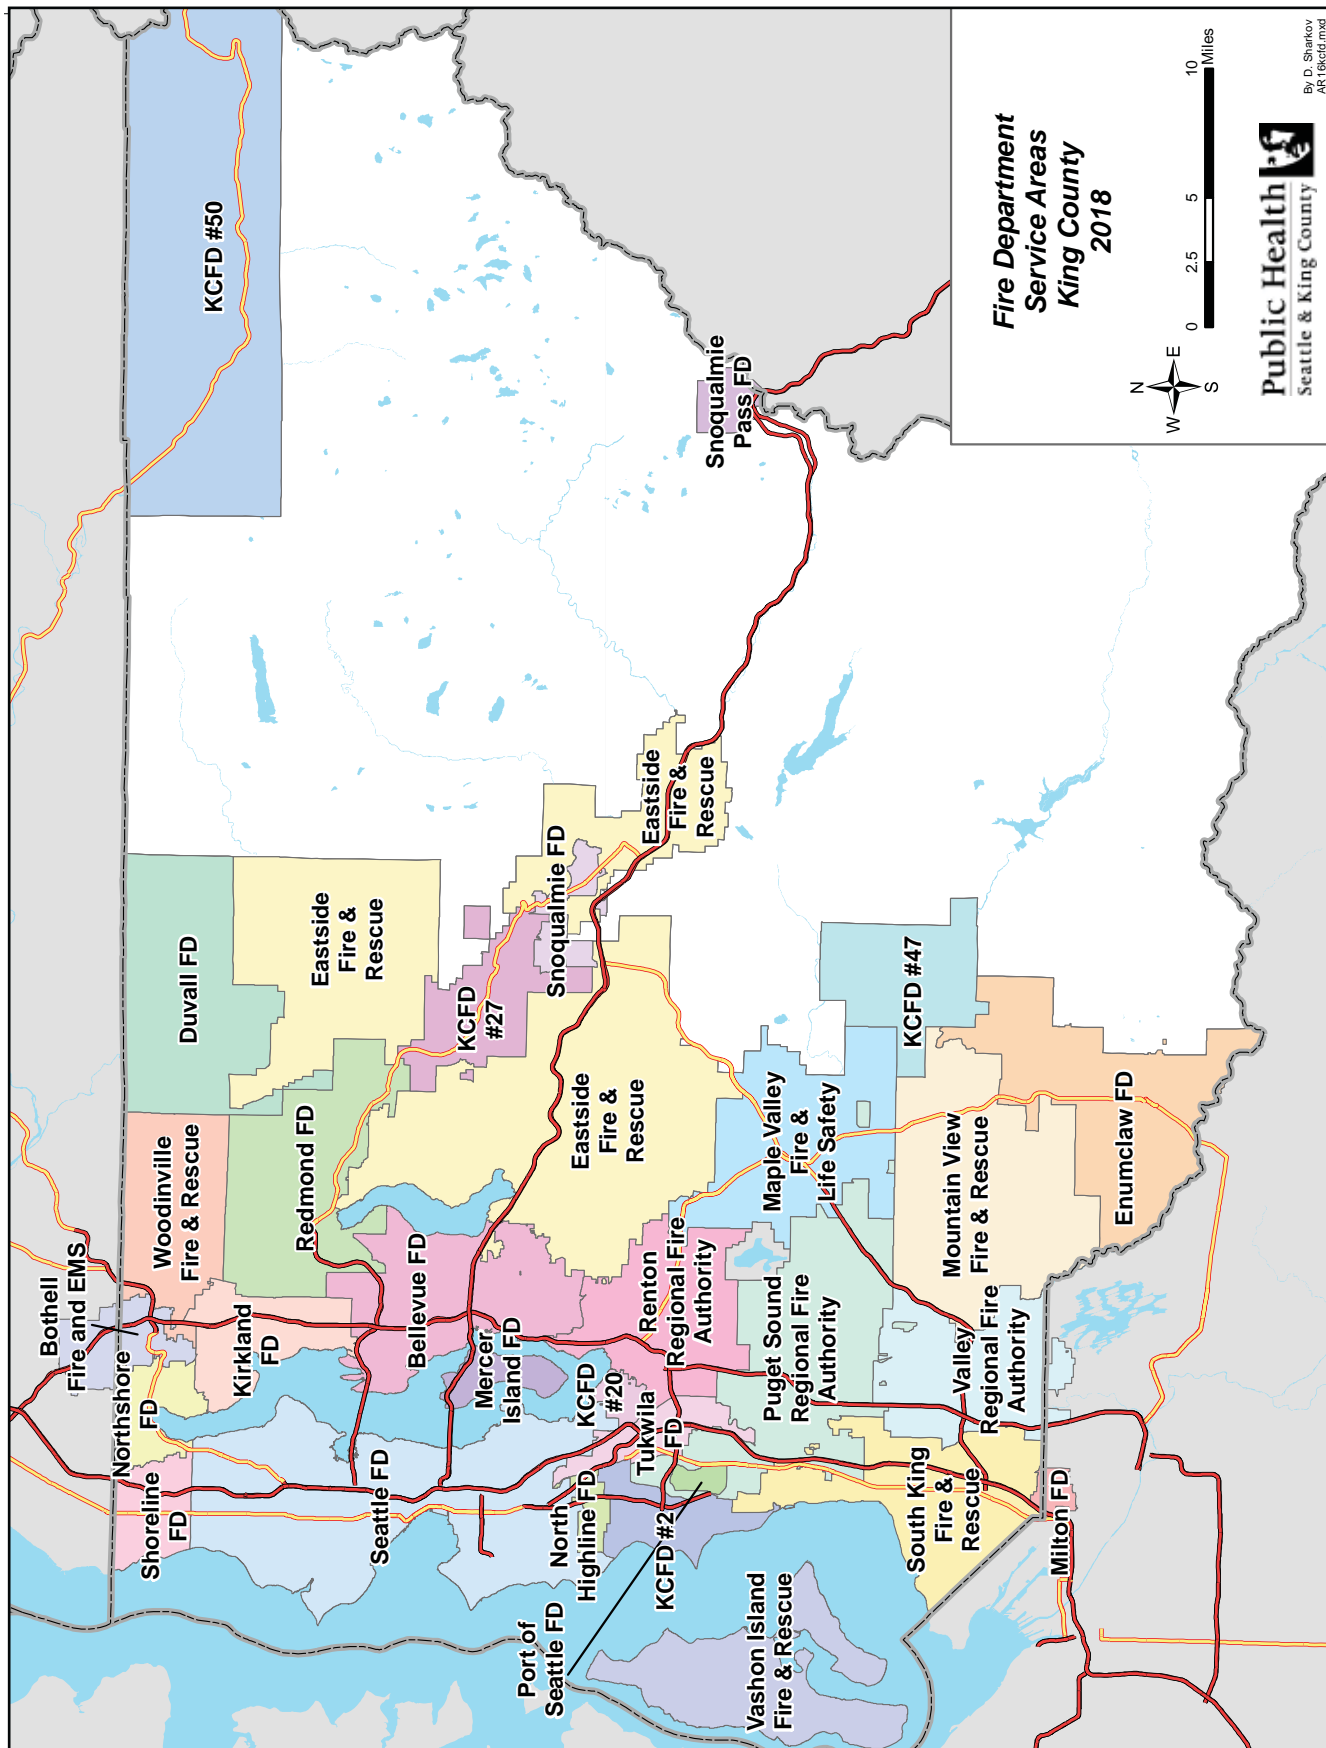 Bothell
Fire and EMS
Northshore
FD
Shoreline
FD
Woodinville
Fire & Rescue
Duvall FD
KCFD #50
Kirkland
FD
Redmond FD
Eastside
Fire &
Rescue
Seattle FD
Bellevue FD
KCFD
#27
Mercer
Island FD
Snoqualmie FD
North
Highline FD
KCFD
#20
Eastside
Fire &
Rescue
Eastside
Fire &
Rescue
Snoqualmie
Pass FD
Port of
Seattle FD
KCFD #2
Tukwila
FD
Renton
Regional Fire
Authority
Vashon Island
Fire & Rescue
Puget Sound
Regional Fire
Authority
Maple Valley
Fire &
Life Safety
KCFD #47
South King
Fire &
Rescue
Valley
Regional Fire
Authority
Mountain View
Fire & Rescue
Milton FD
Enumclaw FD
Fire Department
Service Areas
King County
2018
N
W
E
S
0
2.5
5
10
Miles
Public Health
Seattle & King County
By D. Sharkov
AR16kcfd.mxd